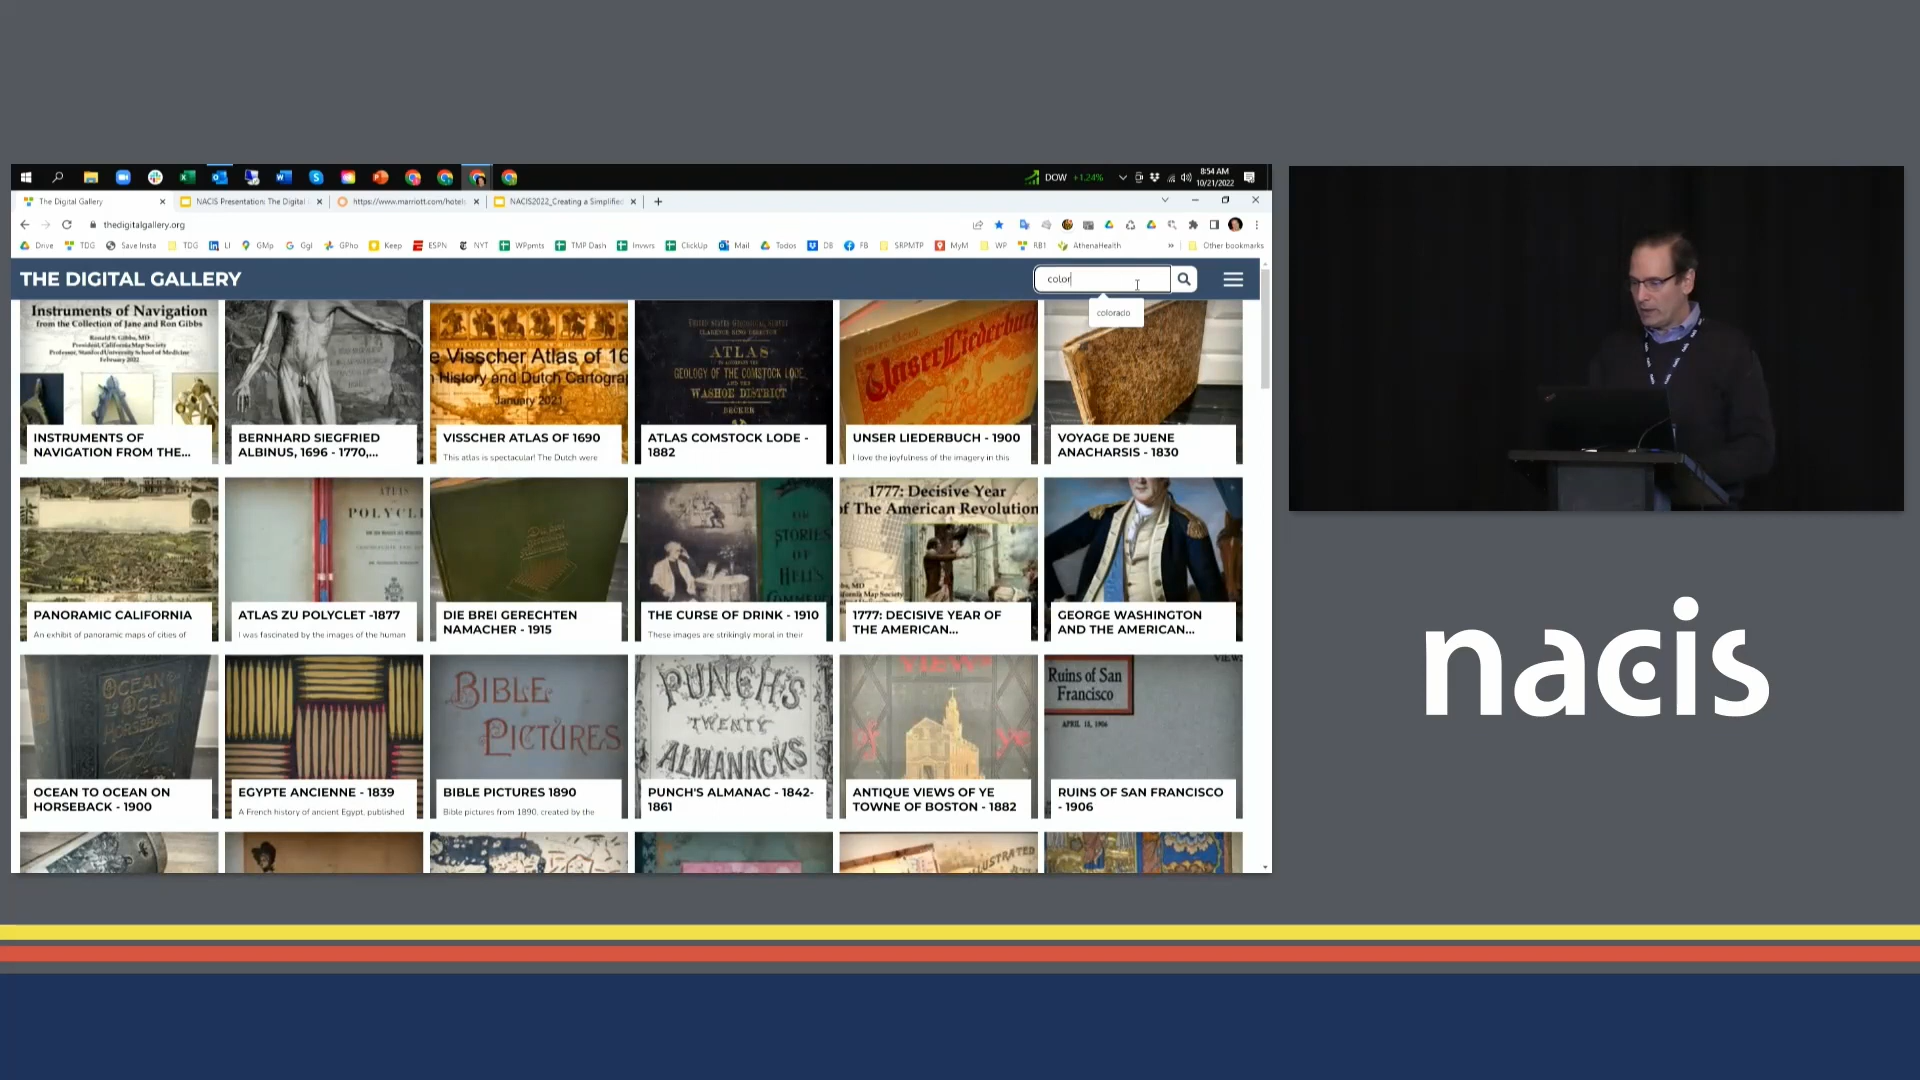 DOW +1.24%
8:54 AM
10/21/2022
The Digital Gallery
NACIS Presentation: The Digital
https://www.marriott.com/hotel
NACIS2022_Creating a Simplified
thedigitalgallery.org
Drive
TDG
Save Insta
TDG
LI
GMp
Ggl
GPho
Keep
ESPN
NYT
WPpmts
TMP Dash
Invwrs
ClickUp
Mail
Todos
DB
FB
SRPMTP
MyM
WP
RB1
AthenaHealth
»
Other bookmarks
THE DIGITAL GALLERY
color
colorado
Instruments of Navigation
from the Collection of Jane and Ron Gibbs
Ronald S. Gibbs, MD
President, California Map Society
Professor, Stanford University School of Medicine
February 2022
INSTRUMENTS OF
NAVIGATION FROM THE...
BERNHARD SIEGFRIED
ALBINUS, 1696 - 1770,...
e Visscher Atlas of 16
History and Dutch Cartogra
January 2021
VISSCHER ATLAS OF 1690
This atlas is spectacular! The Dutch were
ATLAS
GEOLOGY OF THE COMSTOCK LODE
AND THE
WASHOE DISTRICT
BECKER
ATLAS COMSTOCK LODE -
1882
Unser Liederbuch
UNSER LIEDERBUCH - 1900
I love the joyfulness of the imagery in this
VOYAGE DE JUENE
ANACHARSIS - 1830
PANORAMIC CALIFORNIA
An exhibit of panoramic maps of cities of
ATLAS
POLYCLE
ATLAS ZU POLYCLET -1877
I was fascinated by the images of the human
DIE BREI GERECHTEN
NAMACHER - 1915
OR
STORIES
OF
HELL'S
COMMERCE
THE CURSE OF DRINK - 1910
These images are strikingly moral in their
1777: Decisive Year
of The American Revolution
1777: DECISIVE YEAR OF
THE AMERICAN...
GEORGE WASHINGTON
AND THE AMERICAN...
OCEAN
TO OCEAN
HORSEBACK
OCEAN TO OCEAN ON
HORSEBACK - 1900
EGYPTE ANCIENNE - 1839
A French history of ancient Egypt, published
BIBLE
PICTURES
BIBLE PICTURES 1890
Bible pictures from 1890, created by the
PUNCH'S
TWENTY
ALMANACKS
PUNCH'S ALMANAC - 1842-
1861
VIEWS
ye
ANTIQUE VIEWS OF YE
TOWNE OF BOSTON - 1882
VIEW
Ruins of San
Francisco
APRIL 18, 1906
RUINS OF SAN FRANCISCO
- 1906
ILLUSTRATED
nacis